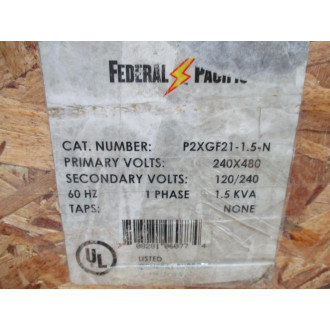 FEDERAL PACIFIC
CAT. NUMBER: P2XGF21-1.5-N
PRIMARY VOLTS: 240X480
SECONDARY VOLTS: 120/240
60 HZ 1 PHASE 1.5 KVA
TAPS: NONE
UL
LISTED